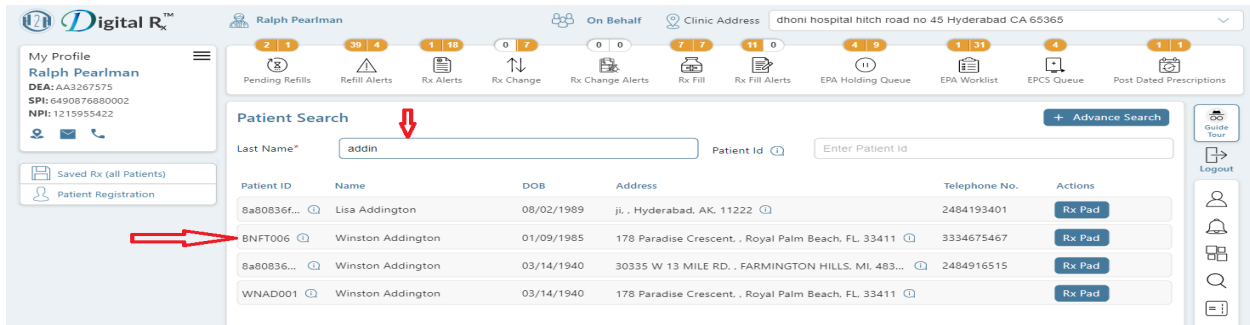 H2H Digital Rx™
Ralph Pearlman
On Behalf
Clinic Address
dhoni hospital hitch road no 45 Hyderabad CA 65365
My Profile
Ralph Pearlman
DEA: AA3267575
SPI: 6490876880002
NPI: 1215955422
2 1
Pending Refills
39 4
Refill Alerts
1 18
Rx Alerts
0 7
Rx Change
0 0
Rx Change Alerts
7 7
Rx Fill
11 0
Rx Fill Alerts
4 9
EPA Holding Queue
1 31
EPA Worklist
4
EPCS Queue
1 1
Post Dated Prescriptions
Saved Rx (all Patients)
Patient Registration
Patient Search
+ Advance Search
Last Name*
addin
Patient Id
Enter Patient Id
Patient ID Name DOB Address Telephone No. Actions
8a80836f... Lisa Addington 08/02/1989 ji, , Hyderabad, AK, 11222 2484193401 Rx Pad
BNFT006 Winston Addington 01/09/1985 178 Paradise Crescent, , Royal Palm Beach, FL, 33411 3334675467 Rx Pad
8a80836... Winston Addington 03/14/1940 30335 W 13 MILE RD, , FARMINGTON HILLS, MI, 483... 2484916515 Rx Pad
WNAD001 Winston Addington 03/14/1940 178 Paradise Crescent, , Royal Palm Beach, FL, 33411 Rx Pad
Guide
Tour
Logout